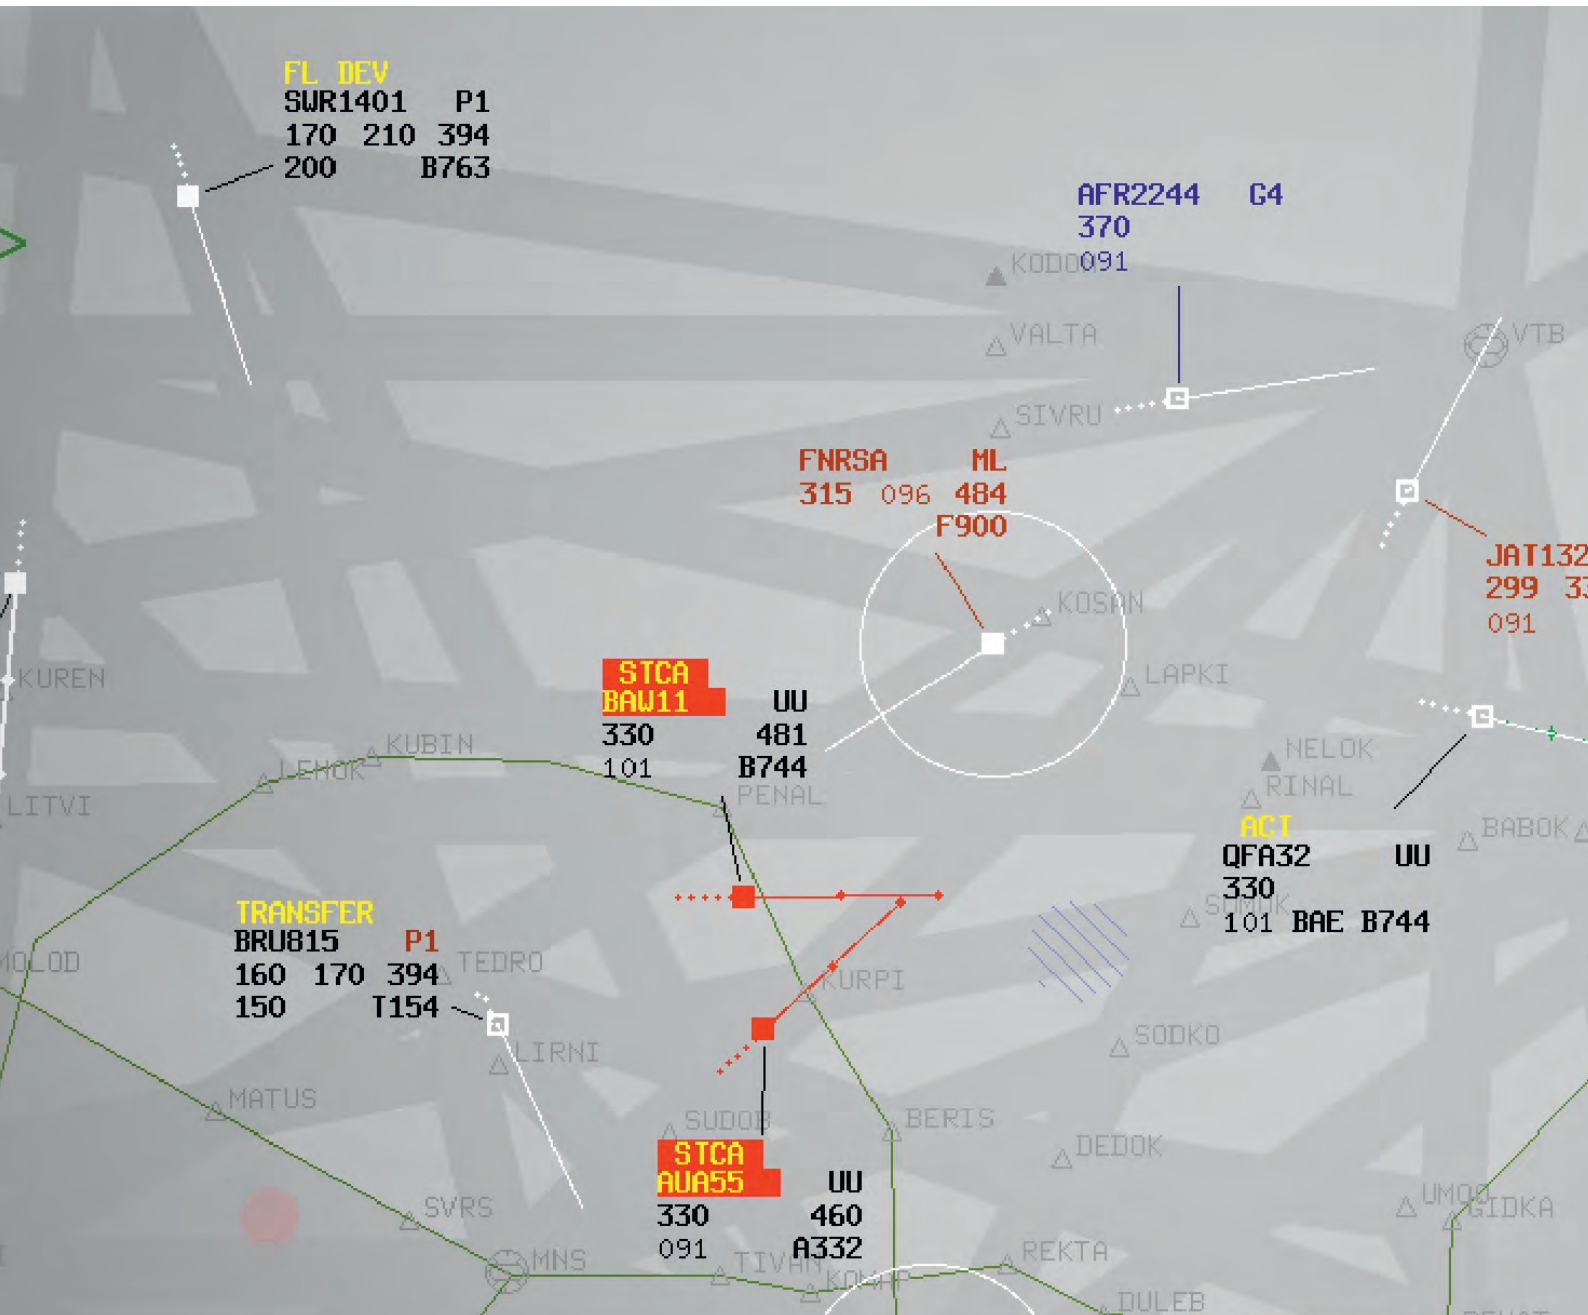 FL DEV
SWR1401 P1
170 210 394
200 B763
AFR2244 G4
370
091
VALTA
VTB
SIVRU
FNRSA ML
315 096 484
F900
JAT132
299 33
091
KOSAN
LAPKI
KUREN
STCA
BAW11 UU
330 481
101 B744
KUBIN
LENOK
PENAL
LITVI
NELOK
RINAL
BABOK
ACT
QFA32 UU
330
101 BAE B744
TRANSFER
BRU815 P1
160 170 394
150 T154
MOLOD
TEDRO
KURPI
LIRNI
SODKO
MATUS
SUDOB
BERIS
DEDOK
STCA
AUA55 UU
330 460
091 A332
SVRS
GIDKA
MNS
TIVAN
REKTA
DULEB